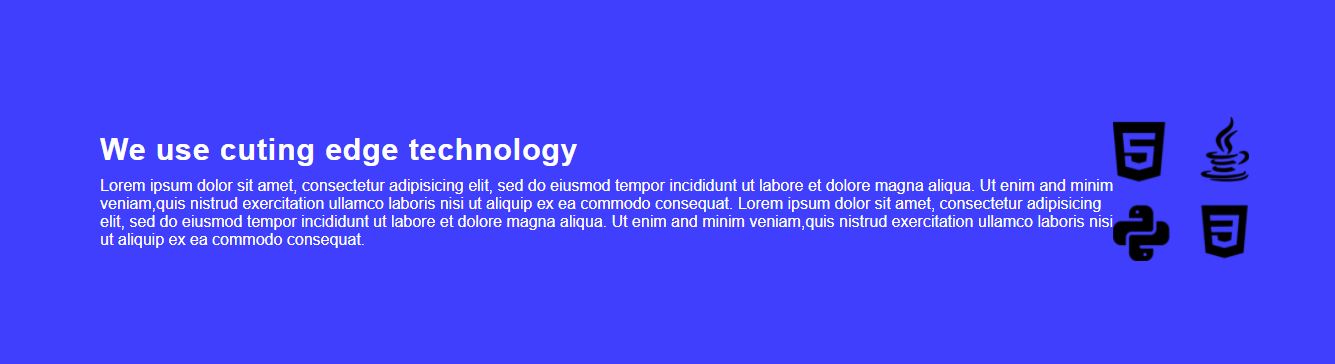 We use cuting edge technology
Lorem ipsum dolor sit amet, consectetur adipisicing elit, sed do eiusmod tempor incididunt ut labore et dolore magna aliqua. Ut enim and minim
veniam,quis nistrud exercitation ullamco laboris nisi ut aliquip ex ea commodo consequat. Lorem ipsum dolor sit amet, consectetur adipisicing
elit, sed do eiusmod tempor incididunt ut labore et dolore magna aliqua. Ut enim and minim veniam,quis nistrud exercitation ullamco laboris nisi
ut aliquip ex ea commodo consequat.